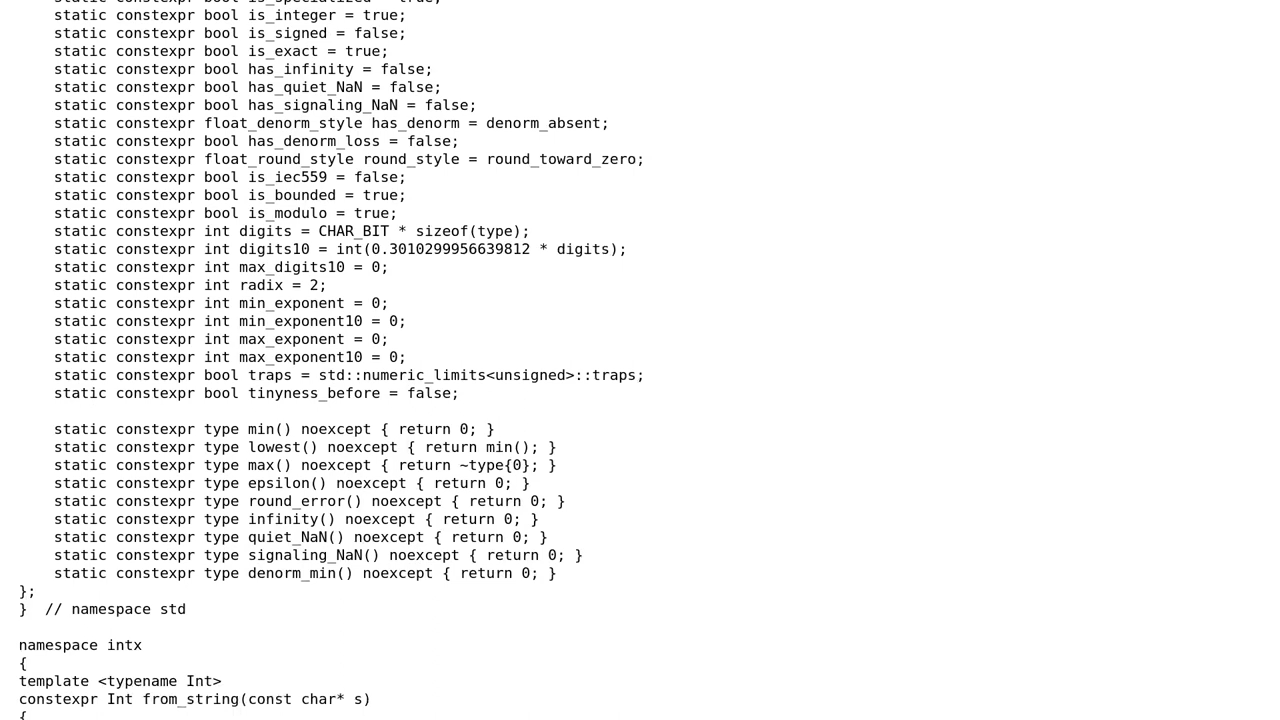 static constexpr bool is_specialized = true;
static constexpr bool is_integer = true;
static constexpr bool is_signed = false;
static constexpr bool is_exact = true;
static constexpr bool has_infinity = false;
static constexpr bool has_quiet_NaN = false;
static constexpr bool has_signaling_NaN = false;
static constexpr float_denorm_style has_denorm = denorm_absent;
static constexpr bool has_denorm_loss = false;
static constexpr float_round_style round_style = round_toward_zero;
static constexpr bool is_iec559 = false;
static constexpr bool is_bounded = true;
static constexpr bool is_modulo = true;
static constexpr int digits = CHAR_BIT * sizeof(type);
static constexpr int digits10 = int(0.3010299956639812 * digits);
static constexpr int max_digits10 = 0;
static constexpr int radix = 2;
static constexpr int min_exponent = 0;
static constexpr int min_exponent10 = 0;
static constexpr int max_exponent = 0;
static constexpr int max_exponent10 = 0;
static constexpr bool traps = std::numeric_limits<unsigned>::traps;
static constexpr bool tinyness_before = false;

static constexpr type min() noexcept { return 0; }
static constexpr type lowest() noexcept { return min(); }
static constexpr type max() noexcept { return ~type{0}; }
static constexpr type epsilon() noexcept { return 0; }
static constexpr type round_error() noexcept { return 0; }
static constexpr type infinity() noexcept { return 0; }
static constexpr type quiet_NaN() noexcept { return 0; }
static constexpr type signaling_NaN() noexcept { return 0; }
static constexpr type denorm_min() noexcept { return 0; }
};
}  // namespace std

namespace intx
{
template <typename Int>
constexpr Int from_string(const char* s)
{